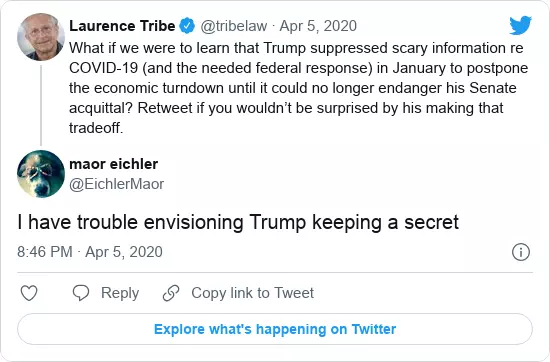 Laurence Tribe @tribelaw · Apr 5, 2020
What if we were to learn that Trump suppressed scary information re
COVID-19 (and the needed federal response) in January to postpone
the economic turndown until it could no longer endanger his Senate
acquittal? Retweet if you wouldn’t be surprised by his making that
tradeoff.
maor eichler
@EichlerMaor
I have trouble envisioning Trump keeping a secret
8:46 PM · Apr 5, 2020
Reply Copy link to Tweet
Explore what's happening on Twitter